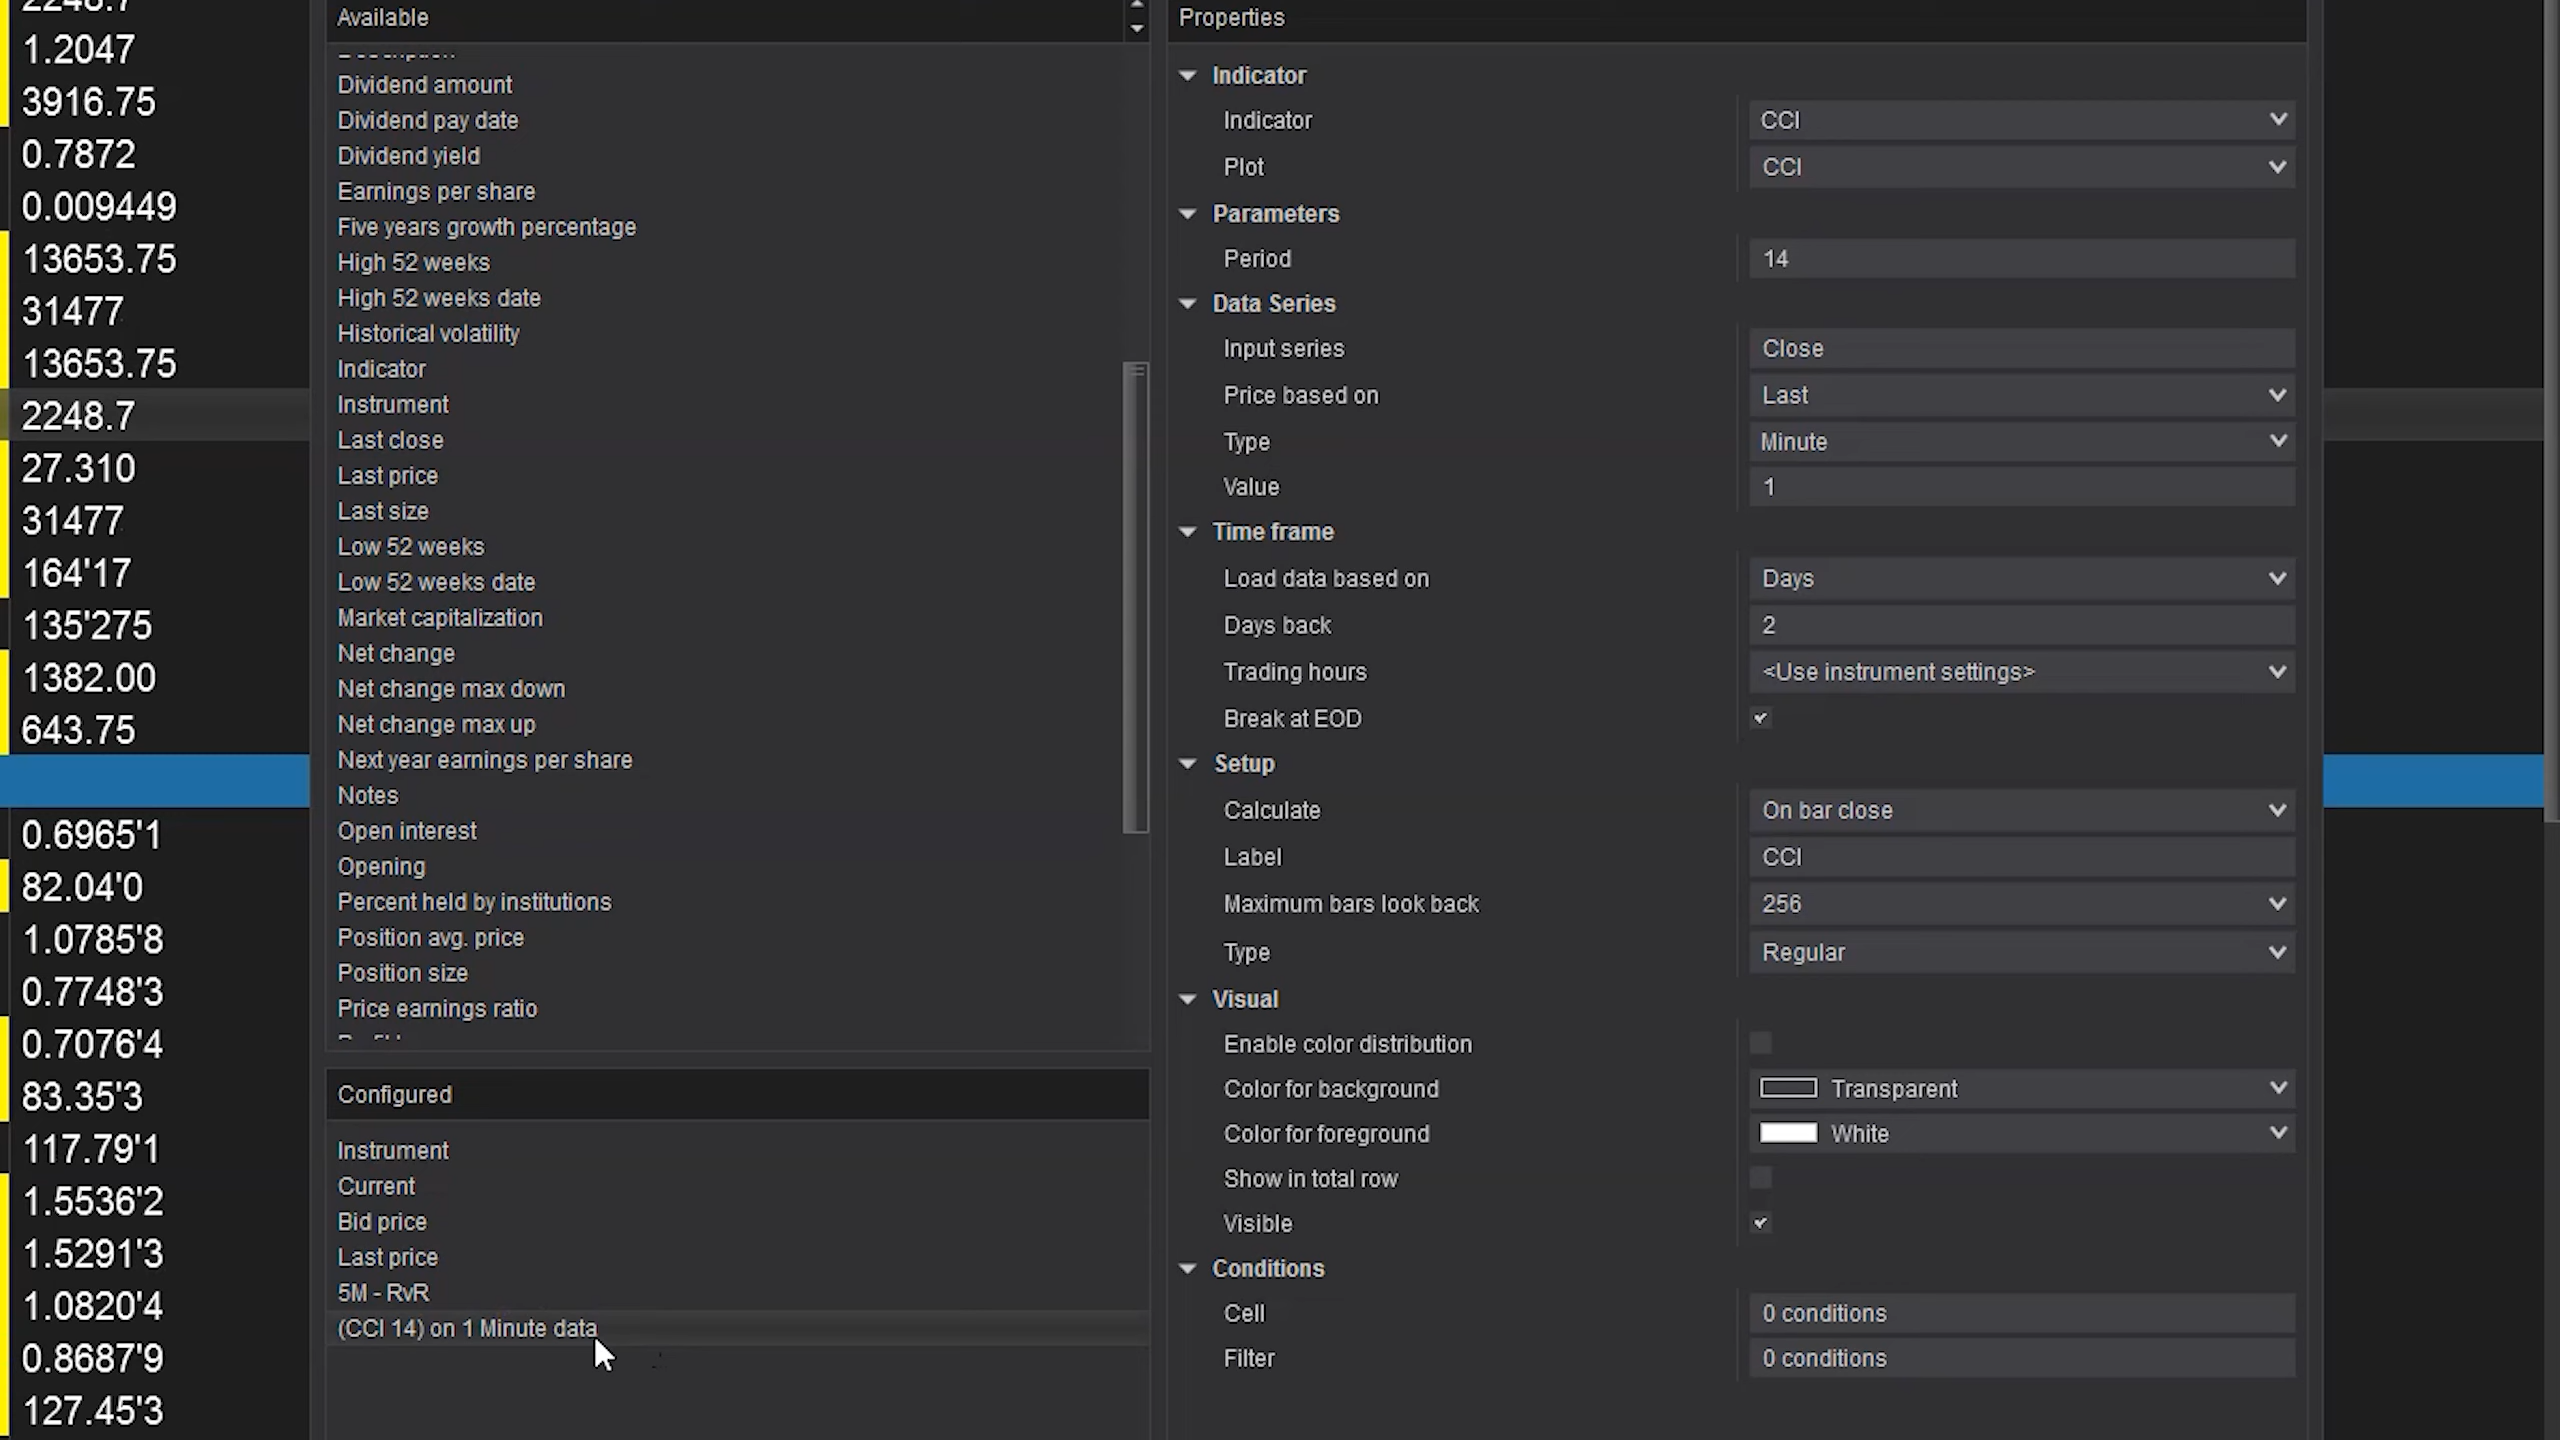 2248.7
1.2047
3916.75
0.7872
0.009449
13653.75
31477
13653.75
2248.7
27.310
31477
164'17
135'275
1382.00
643.75
0.6965'1
82.04'0
1.0785'8
0.7748'3
0.7076'4
83.35'3
117.79'1
1.5536'2
1.5291'3
1.0820'4
0.8687'9
127.45'3
Available
Description
Dividend amount
Dividend pay date
Dividend yield
Earnings per share
Five years growth percentage
High 52 weeks
High 52 weeks date
Historical volatility
Indicator
Instrument
Last close
Last price
Last size
Low 52 weeks
Low 52 weeks date
Market capitalization
Net change
Net change max down
Net change max up
Next year earnings per share
Notes
Open interest
Opening
Percent held by institutions
Position avg. price
Position size
Price earnings ratio
Configured
Instrument
Current
Bid price
Last price
5M - RvR
(CCI 14) on 1 Minute data
Properties
Indicator
Indicator CCI
Plot CCI
Parameters
Period 14
Data Series
Input series Close
Price based on Last
Type Minute
Value 1
Time frame
Load data based on Days
Days back 2
Trading hours <Use instrument settings>
Break at EOD
Setup
Calculate On bar close
Label CCI
Maximum bars look back 256
Type Regular
Visual
Enable color distribution
Color for background Transparent
Color for foreground White
Show in total row
Visible
Conditions
Cell 0 conditions
Filter 0 conditions